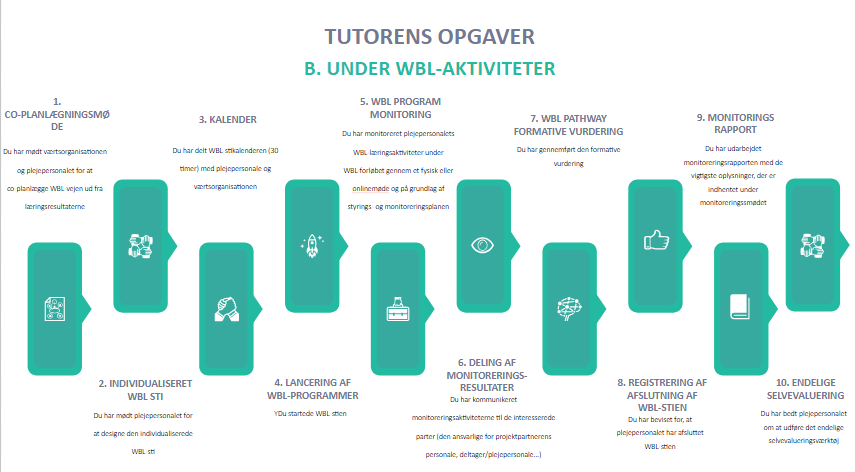 TUTORENS OPGAVER
B. UNDER WBL-AKTIVITETER
1.
CO-PLANLÆGNINGSMØ
DE
Du har mødt værtsorganisationen
og plejepersonalet for at
co-planlægge WBL vejen ud fra
læringsresultaterne
2. INDIVIDUALISERET
WBL STI
Du har mødt plejepersonalet for
at designe den individualiserede
WBL sti
3. KALENDER
Du har delt WBL stikalenderen (30
timer) med plejepersonale og
værtsorganisationen
4. LANCERING AF
WBL-PROGRAMMER
YDu startede WBL stien
5. WBL PROGRAM
MONITORING
Du har monitoreret plejepersonalets
WBL læringsaktiviteter under
WBL forløbet gennem et fysisk eller
onlinemøde og på grundlag af
styrings- og monitoreringsplanen
6. DELING AF
MONITORERINGS-
RESULTATER
Du har kommunikeret
monitoreringsaktiviteterne til de interesserede
parter (den ansvarlige for projektpartnerens
personale, deltager/plejepersonale...)
7. WBL PATHWAY
FORMATIVE VURDERING
Du har gennemført den formative
vurdering
8. REGISTRERING AF
AFSLUTNING AF
WBL-STIEN
Du har beviset for, at
plejepersonalet har afsluttet
WBL stien
9. MONITORINGS
RAPPORT
Du har udarbejdet
monitoreringsrapporten med de
vigtigste oplysninger, der er
indhentet under
monitoreringssmødet
10. ENDELIGE
SELVEVALUERING
Du har bedt plejepersonalet
om at udføre det endelige
selvevalueringsværktøj